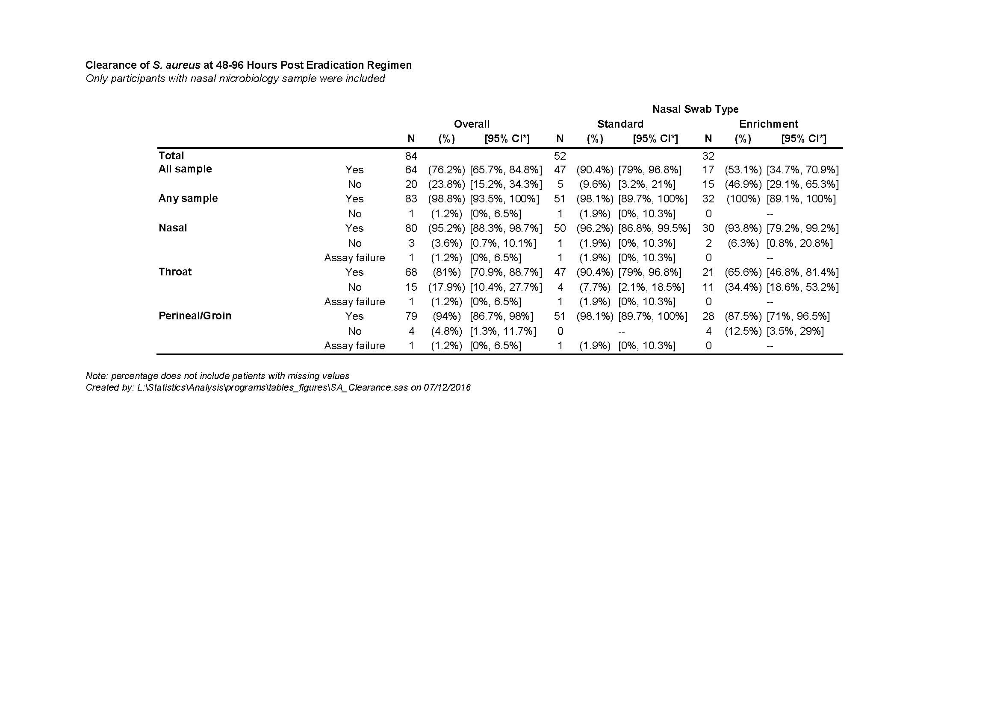 Clearance of S. aureus at 48-96 Hours Post Eradication Regimen
Only participants with nasal microbiology sample were included
Nasal Swab Type
Overall Standard Enrichment
N (%) [95% CI*] N (%) [95% CI*] N (%) [95% CI*]
Total 84 52 32
All sample Yes 64 (76.2%) [65.7%, 84.8%] 47 (90.4%) [79%, 96.8%] 17 (53.1%) [34.7%, 70.9%]
No 20 (23.8%) [15.2%, 34.3%] 5 (9.6%) [3.2%, 21%] 15 (46.9%) [29.1%, 65.3%]
Any sample Yes 83 (98.8%) [93.5%, 100%] 51 (98.1%) [89.7%, 100%] 32 (100%) [89.1%, 100%]
No 1 (1.2%) [0%, 6.5%] 1 (1.9%) [0%, 10.3%] 0 --
Nasal Yes 80 (95.2%) [88.3%, 98.7%] 50 (96.2%) [86.8%, 99.5%] 30 (93.8%) [79.2%, 99.2%]
No 3 (3.6%) [0.7%, 10.1%] 1 (1.9%) [0%, 10.3%] 2 (6.3%) [0.8%, 20.8%]
Assay failure 1 (1.2%) [0%, 6.5%] 1 (1.9%) [0%, 10.3%] 0 --
Throat Yes 68 (81%) [70.9%, 88.7%] 47 (90.4%) [79%, 96.8%] 21 (65.6%) [46.8%, 81.4%]
No 15 (17.9%) [10.4%, 27.7%] 4 (7.7%) [2.1%, 18.5%] 11 (34.4%) [18.6%, 53.2%]
Assay failure 1 (1.2%) [0%, 6.5%] 1 (1.9%) [0%, 10.3%] 0 --
Perineal/Groin Yes 79 (94%) [86.7%, 98%] 51 (98.1%) [89.7%, 100%] 28 (87.5%) [71%, 96.5%]
No 4 (4.8%) [1.3%, 11.7%] 0 -- 4 (12.5%) [3.5%, 29%]
Assay failure 1 (1.2%) [0%, 6.5%] 1 (1.9%) [0%, 10.3%] 0 --
Note: percentage does not include patients with missing values
Created by: L:\Statistics\Analysis\programs\tables_figures\SA_Clearance.sas on 07/12/2016